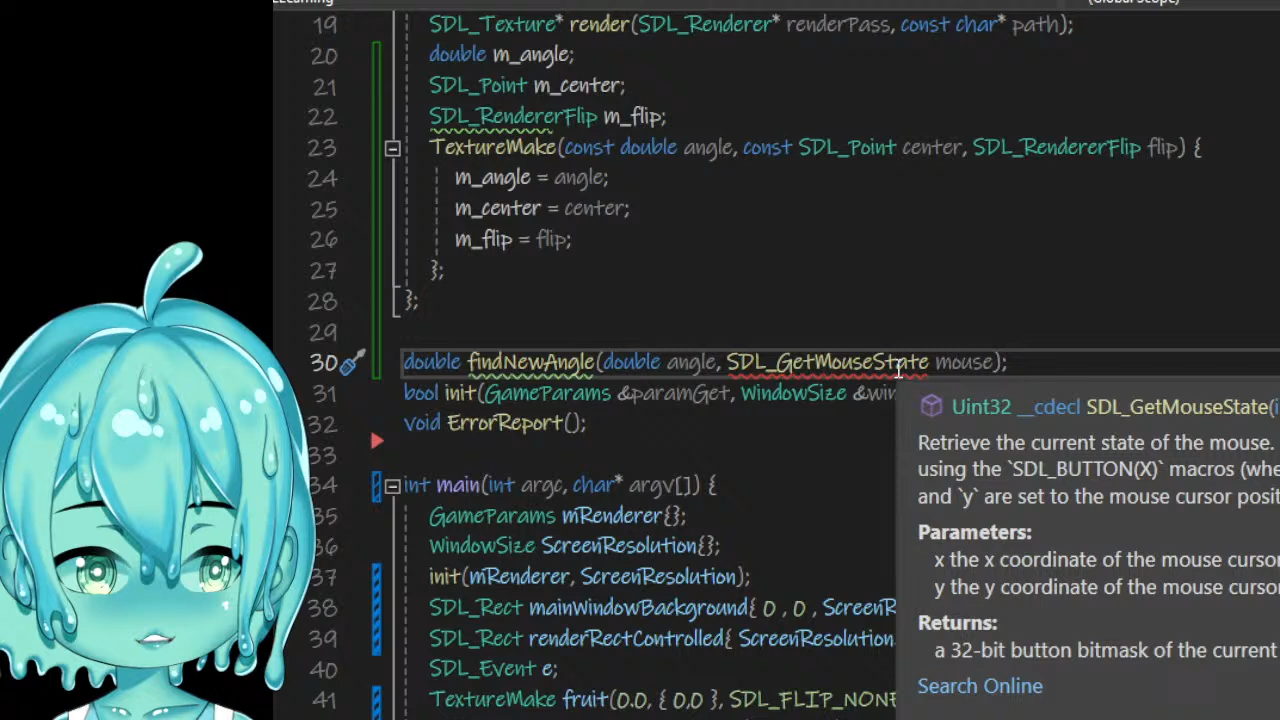 19 SDL_Texture* render(SDL_Renderer* renderPass, const char* path);
20 double m_angle;
21 SDL_Point m_center;
22 SDL_RendererFlip m_flip;
23 TextureMake(const double angle, const SDL_Point center, SDL_RendererFlip flip) {
24 m_angle = angle;
25 m_center = center;
26 m_flip = flip;
27 };
28 };
29
30 double findNewAngle(double angle, SDL_GetMouseState mouse);
31 bool init(GameParams &paramGet, WindowSize &win
32 void ErrorReport();
33
34 int main(int argc, char* argv[]) {
35 GameParams mRenderer{};
36 WindowSize ScreenResolution{};
37 init(mRenderer, ScreenResolution);
38 SDL_Rect mainWindowBackground{ 0 , 0 , ScreenR
39 SDL_Rect renderRectControlled{ ScreenResolution.
40 SDL_Event e;
41 TextureMake fruit(0.0, { 0,0 }, SDL_FLIP_NONE
Uint32 __cdecl SDL_GetMouseState(i
Retrieve the current state of the mouse.
using the `SDL_BUTTON(X)` macros (whe
and `y` are set to the mouse cursor posit
Parameters:
x the x coordinate of the mouse cursor
y the y coordinate of the mouse cursor
Returns:
a 32-bit button bitmask of the current
Search Online